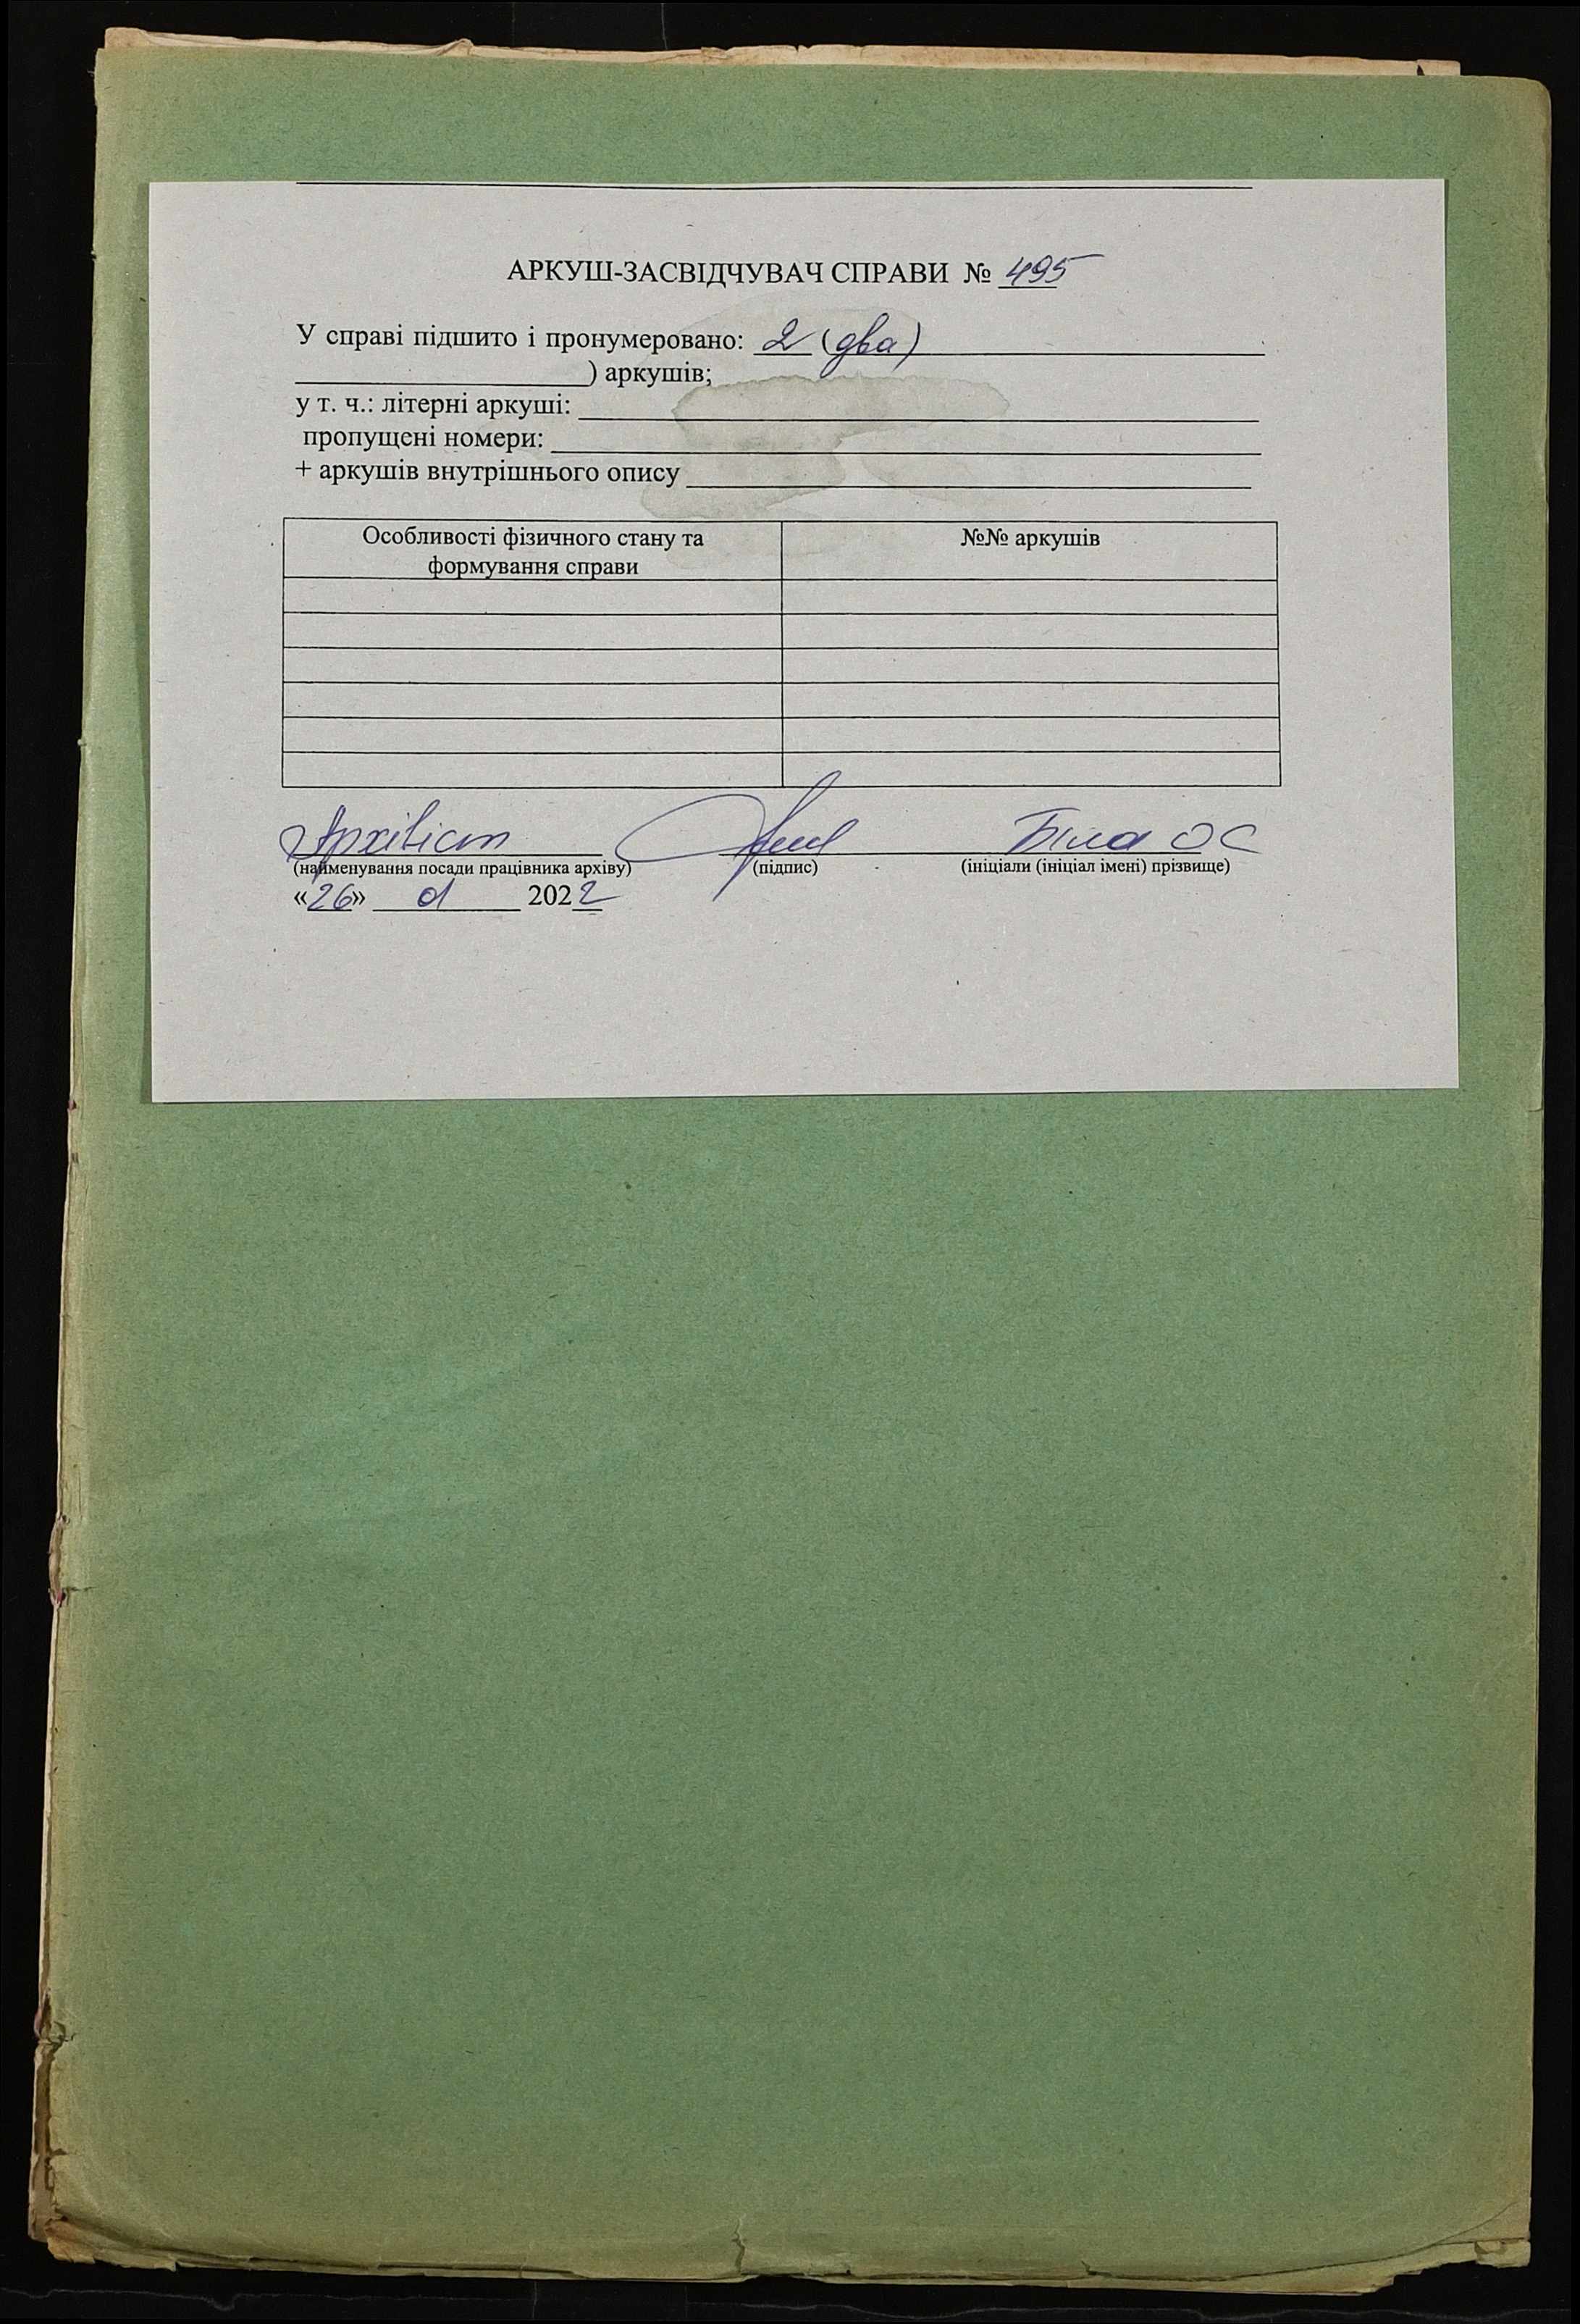 АРКУШ-ЗАСВІДЧУВАЧ СПРАВИ № 495
У справі підшито і пронумеровано: 2 (два)
) аркушів;
у т. ч.: літерні аркуші:
пропущені номери:
+ аркушів внутрішнього опису
Особливості фізичного стану та
формування справи
№№ аркушів
Архівіст Біла ОС
(найменування посади працівника архіву) (підпис) (ініціали (ініціал імені) прізвище)
«26» 01 2022